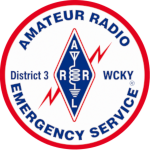 AMATEUR RADIO
District 3 WCKY
A
R R
L
EMERGENCY SERVICE
®